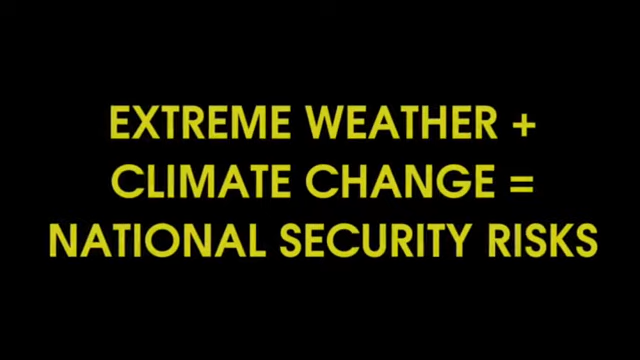 EXTREME WEATHER +
CLIMATE CHANGE =
NATIONAL SECURITY RISKS